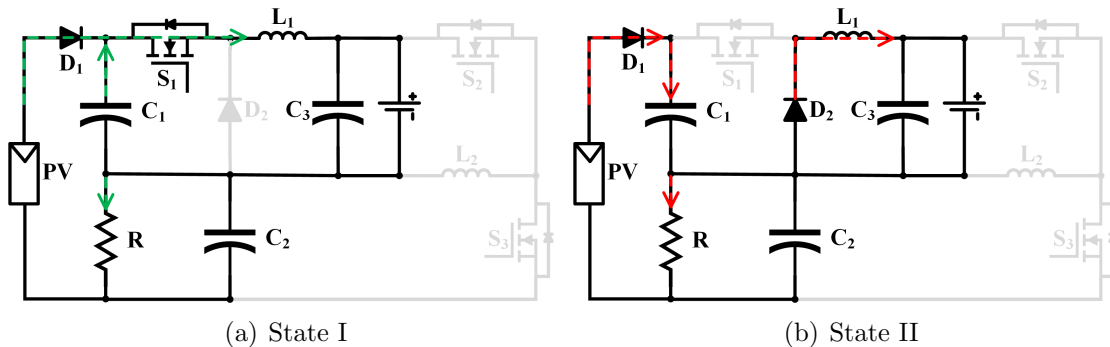 L1
L1
D1
S1
S2
D1
S1
S2
C1
D2
C3
C1
D2
C3
PV
L2
PV
L2
R
C2
S3
R
C2
S3
(a) State I
(b) State II